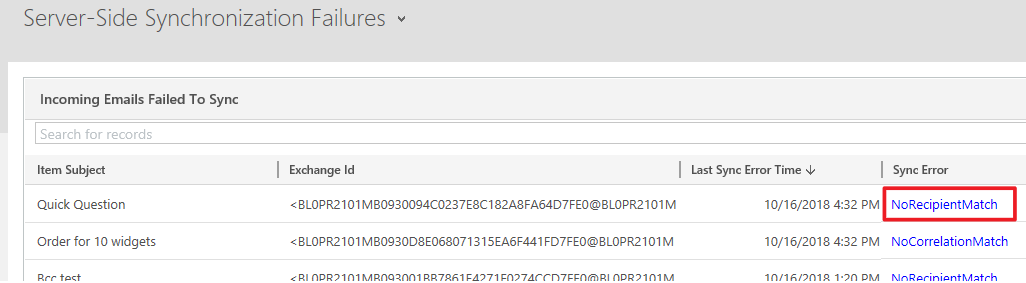 Server-Side Synchronization Failures
Incoming Emails Failed To Sync
Search for records
Item Subject Exchange Id Last Sync Error Time ↓ Sync Error
Quick Question <BL0PR2101MB0930094C0237E8C182A8FA64D7FE0@BL0PR2101M 10/16/2018 4:32 PM NoRecipientMatch
Order for 10 widgets <BL0PR2101MB0930D8E068071315EA6F441FD7FE0@BL0PR2101M 10/16/2018 4:32 PM NoCorrelationMatch
Bcc test <BL0PR2101MB093001BB7861F4271F0274CCD7FE0@BL0PR2101M 10/16/2018 1:20 PM NoRecipientMatch